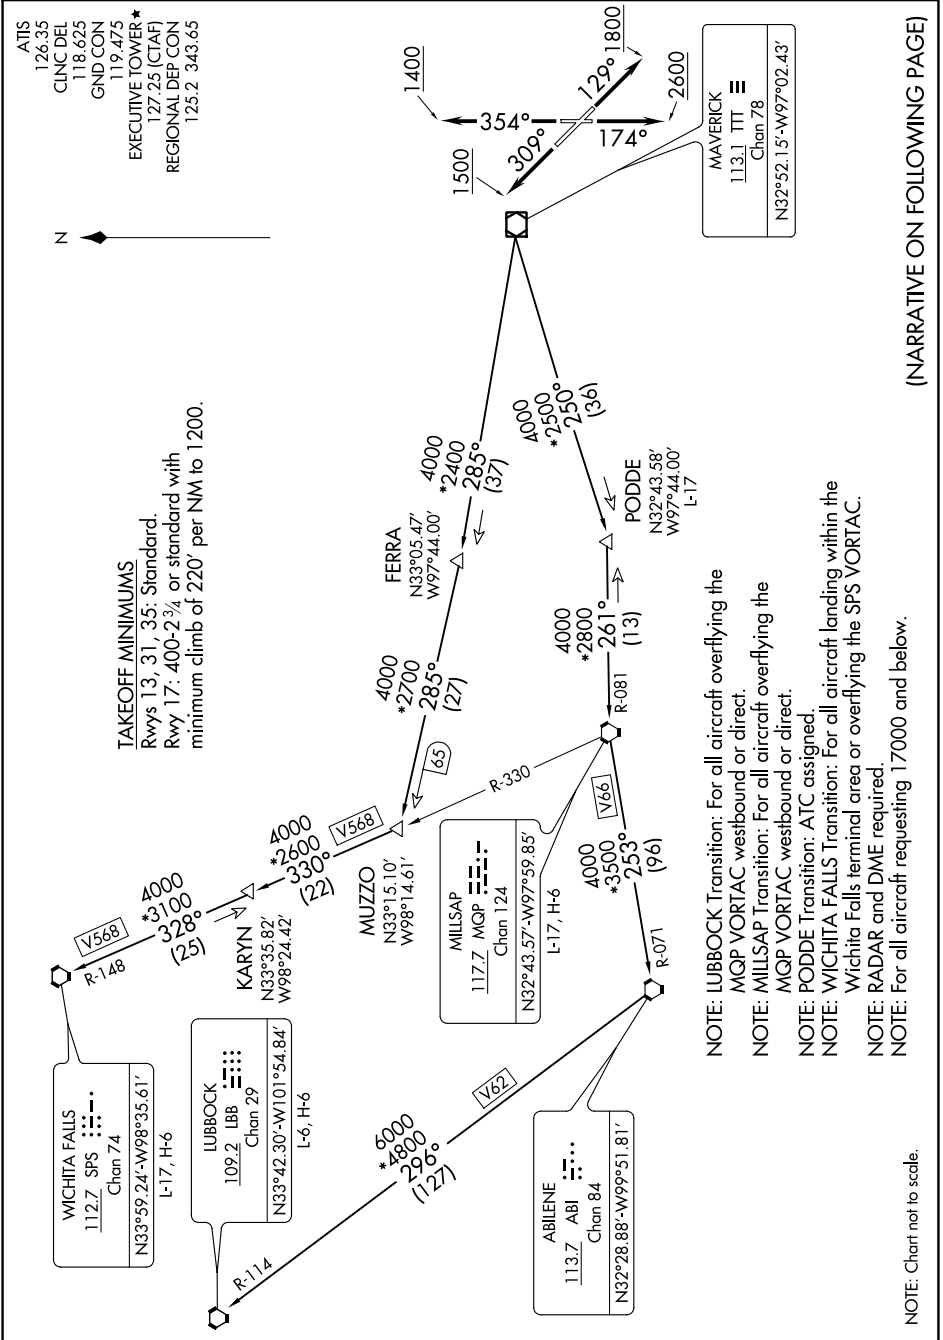 ATIS
126.35
CLNC DEL
118.625
GND CON
119.475
EXECUTIVE TOWER★
127.25 (CTAF)
REGIONAL DEP CON
125.2 343.65
N
TAKEOFF MINIMUMS
Rwys 13, 31, 35: Standard.
Rwy 17: 400-2¾ or standard with
minimum climb of 220' per NM to 1200.
1400
1800
1500
2600
354°
129°
309°
174°
MAVERICK
113.1 TTT
Chan 78
N32°52.15'-W97°02.43'
4000
*2400
285°
(37)
4000
*2500
250°
(36)
FERRA
N33°05.47'
W97°44.00'
PODDE
N32°43.58'
W97°44.00'
L-17
4000
*2700
285°
(27)
4000
*2800
261°
(13)
R-081
65
R-330
V568
4000
*2600
330°
(22)
MUZZO
N33°15.10'
W98°14.61'
V568
4000
*3100
328°
(25)
R-148
KARYN
N33°35.82'
W98°24.42'
MILLSAP
117.7 MQP
Chan 124
N32°43.57'-W97°59.85'
L-17, H-6
V66
4000
*3500
253°
(96)
R-071
WICHITA FALLS
112.7 SPS
Chan 74
N33°59.24'-W98°35.61'
L-17, H-6
LUBBOCK
109.2 LBB
Chan 29
N33°42.30'-W101°54.84'
L-6, H-6
V62
6000
*4800
296°
(127)
R-114
ABILENE
113.7 ABI
Chan 84
N32°28.88'-W99°51.81'
NOTE: LUBBOCK Transition: For all aircraft overflying the
MQP VORTAC westbound or direct.
NOTE: MILLSAP Transition: For all aircraft overflying the
MQP VORTAC westbound or direct.
NOTE: PODDE Transition: ATC assigned.
NOTE: WICHITA FALLS Transition: For all aircraft landing within the
Wichita Falls terminal area or overflying the SPS VORTAC.
NOTE: RADAR and DME required.
NOTE: For all aircraft requesting 17000 and below.
NOTE: Chart not to scale.
(NARRATIVE ON FOLLOWING PAGE)